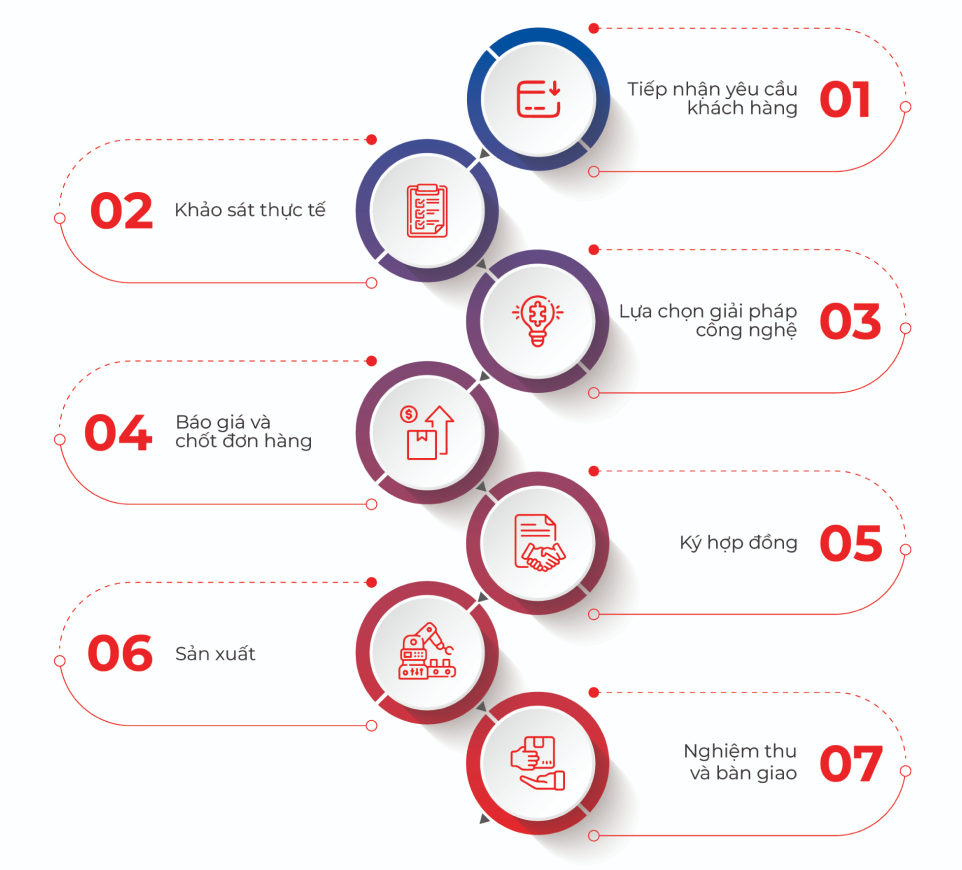 Tiếp nhận yêu cầu
khách hàng
01
02
Khảo sát thực tế
Lựa chọn giải pháp
công nghệ
03
04
Báo giá và
chốt đơn hàng
Ký hợp đồng
05
06
Sản xuất
Nghiệm thu
và bàn giao
07
$